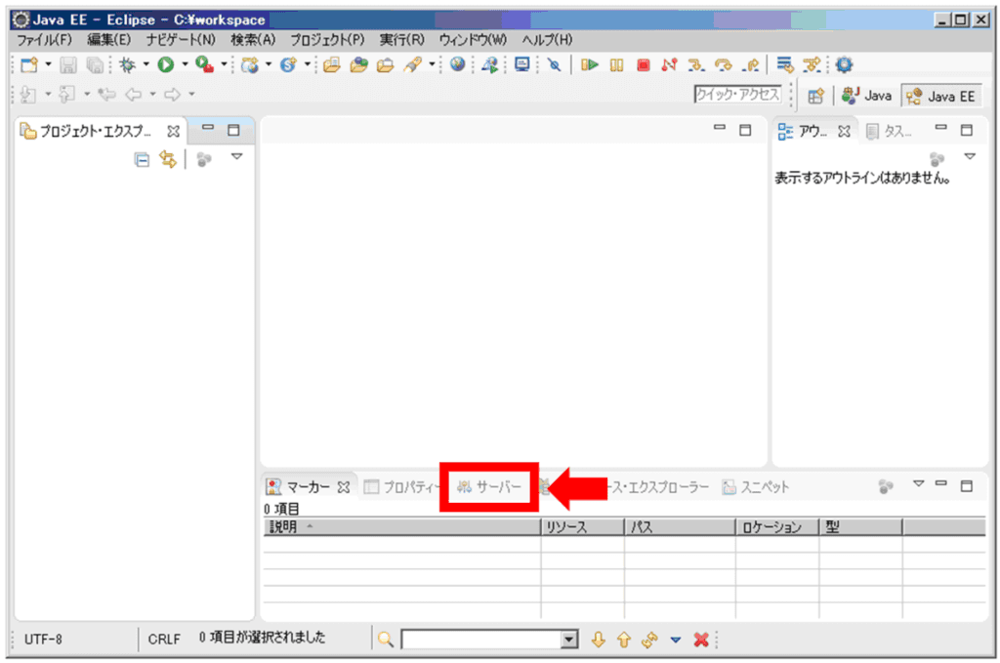 Java EE - Eclipse - C:¥workspace
ファイル(F) 編集(E) ナビゲート(N) 検索(A) プロジェクト(P) 実行(R) ウィンドウ(W) ヘルプ(H)
クイック・アクセス Java Java EE
プロジェクト・エクスプ... アウ... タス...
表示するアウトラインはありません。
マーカー プロパティー サーバー ース・エクスプローラー スニペット
0 項目
説明 リソース パス ロケーション 型
UTF-8 CRLF 0 項目が選択されました